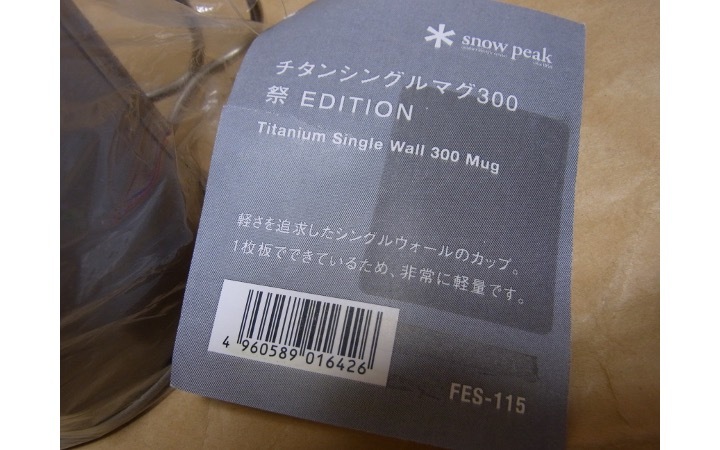 snow peak
チタンシングルマグ300
祭 EDITION
Titanium Single Wall 300 Mug
軽さを追求したシングルウォールのカップ。
1枚板でできているため、非常に軽量です。
4 960589 016426
FES-115